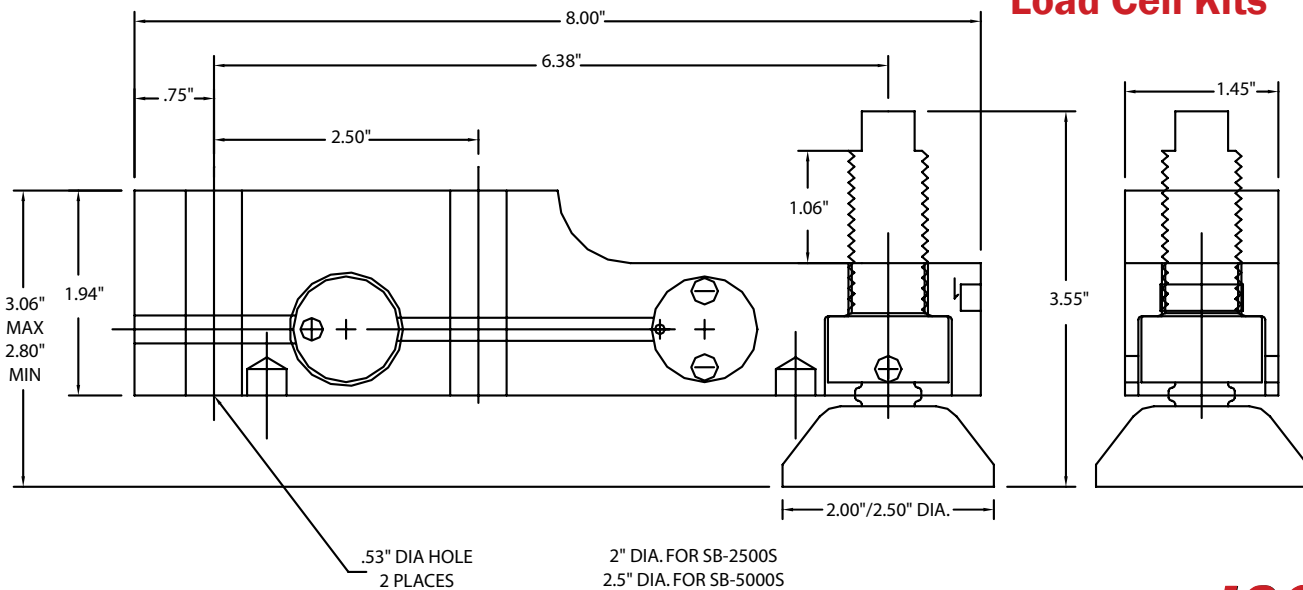 Load Cell Kits
8.00"
6.38"
.75"
1.45"
2.50"
1.06"
3.06"
MAX
2.80"
MIN
1.94"
3.55"
2.00"/2.50" DIA.
.53" DIA HOLE
2 PLACES
2" DIA. FOR SB-2500S
2.5" DIA. FOR SB-5000S